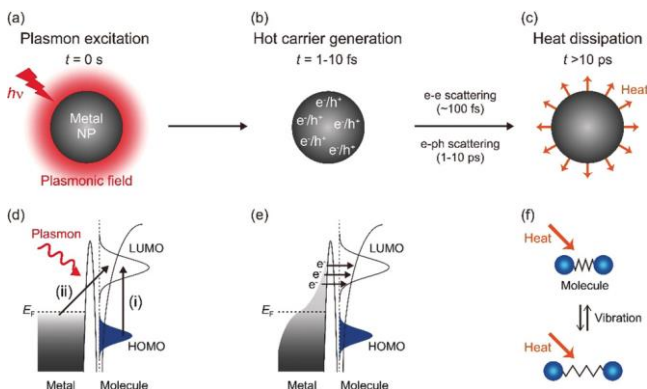 (a)
Plasmon excitation
t = 0 s
hν
Metal
NP
Plasmonic field
(b)
Hot carrier generation
t = 1-10 fs
e⁻/h⁺
e⁻/h⁺ e⁻/h⁺
e⁻/h⁺
e⁻/h⁺
e-e scattering
(~100 fs)
e-ph scattering
(1-10 ps)
(c)
Heat dissipation
t >10 ps
Heat
(d)
Plasmon
LUMO
(ii)
(i)
E_F
HOMO
Metal Molecule
(e)
LUMO
e⁻
e⁻
e⁻
E_F
HOMO
Metal Molecule
(f)
Heat
Molecule
Vibration
Heat